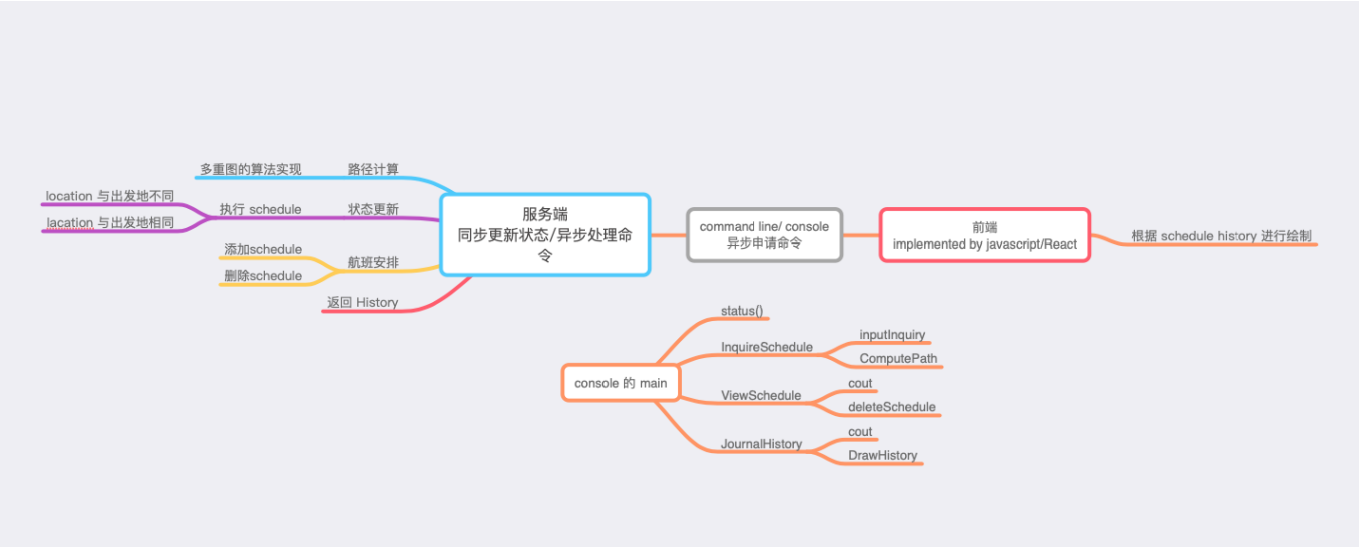 多重图的算法实现
路径计算
location 与出发地不同
lacation 与出发地相同
执行 schedule
状态更新
添加schedule
删除schedule
航班安排
返回 History
服务端
同步更新状态/异步处理命
令
command line/ console
异步申请命令
前端
implemented by javascript/React
根据 schedule history 进行绘制
console 的 main
status()
InquireSchedule
inputInquiry
ComputePath
ViewSchedule
cout
deleteSchedule
JournalHistory
cout
DrawHistory